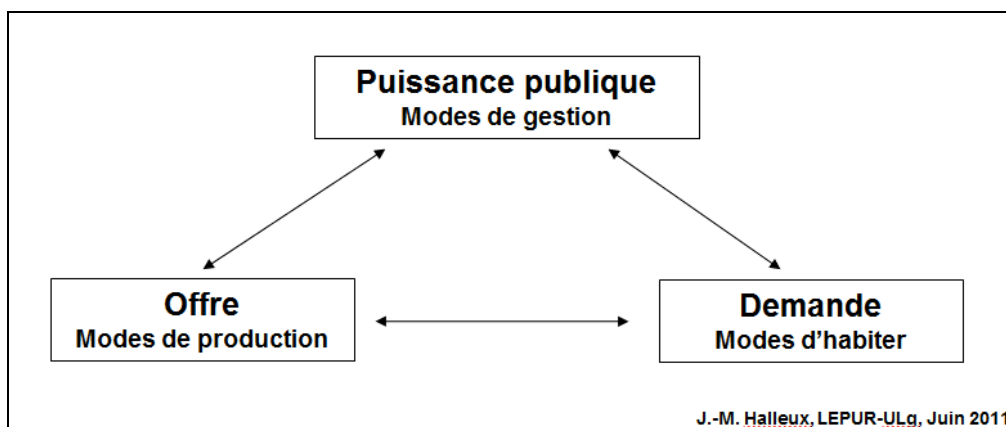 Puissance publique
Modes de gestion
Offre
Modes de production
Demande
Modes d'habiter
J.-M. Halleux, LEPUR-ULg, Juin 2011